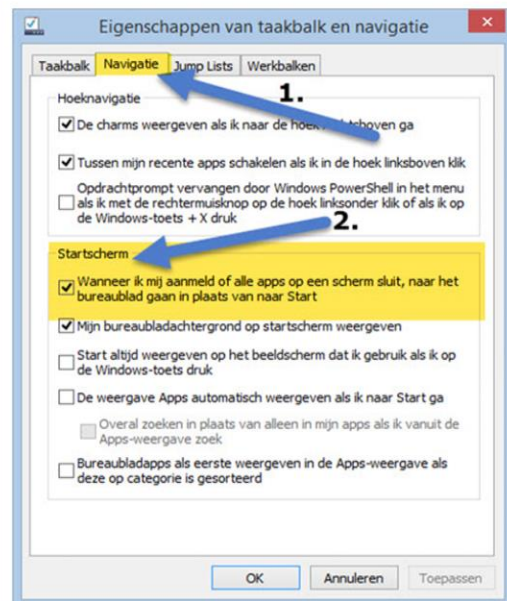 Eigenschappen van taakbalk en navigatie
Taakbalk Navigatie Jump Lists Werkbalken
Hoeknavigatie
1.
De charms weergeven als ik naar de hoek rechtsboven ga
Tussen mijn recente apps schakelen als ik in de hoek linksboven klik
Opdrachtprompt vervangen door Windows PowerShell in het menu
als ik met de rechtermuisknop op de hoek linksonder klik of als ik op
de Windows-toets + X druk
2.
Startscherm
Wanneer ik mij aanmeld of alle apps op een scherm sluit, naar het
bureaublad gaan in plaats van naar Start
Mijn bureaubladachtergrond op startscherm weergeven
Start altijd weergeven op het beeldscherm dat ik gebruik als ik op
de Windows-toets druk
De weergave Apps automatisch weergeven als ik naar Start ga
Overal zoeken in plaats van alleen in mijn apps als ik vanuit de
Apps-weergave zoek
Bureaubladapps als eerste weergeven in de Apps-weergave als
deze op categorie is gesorteerd
OK Annuleren Toepassen